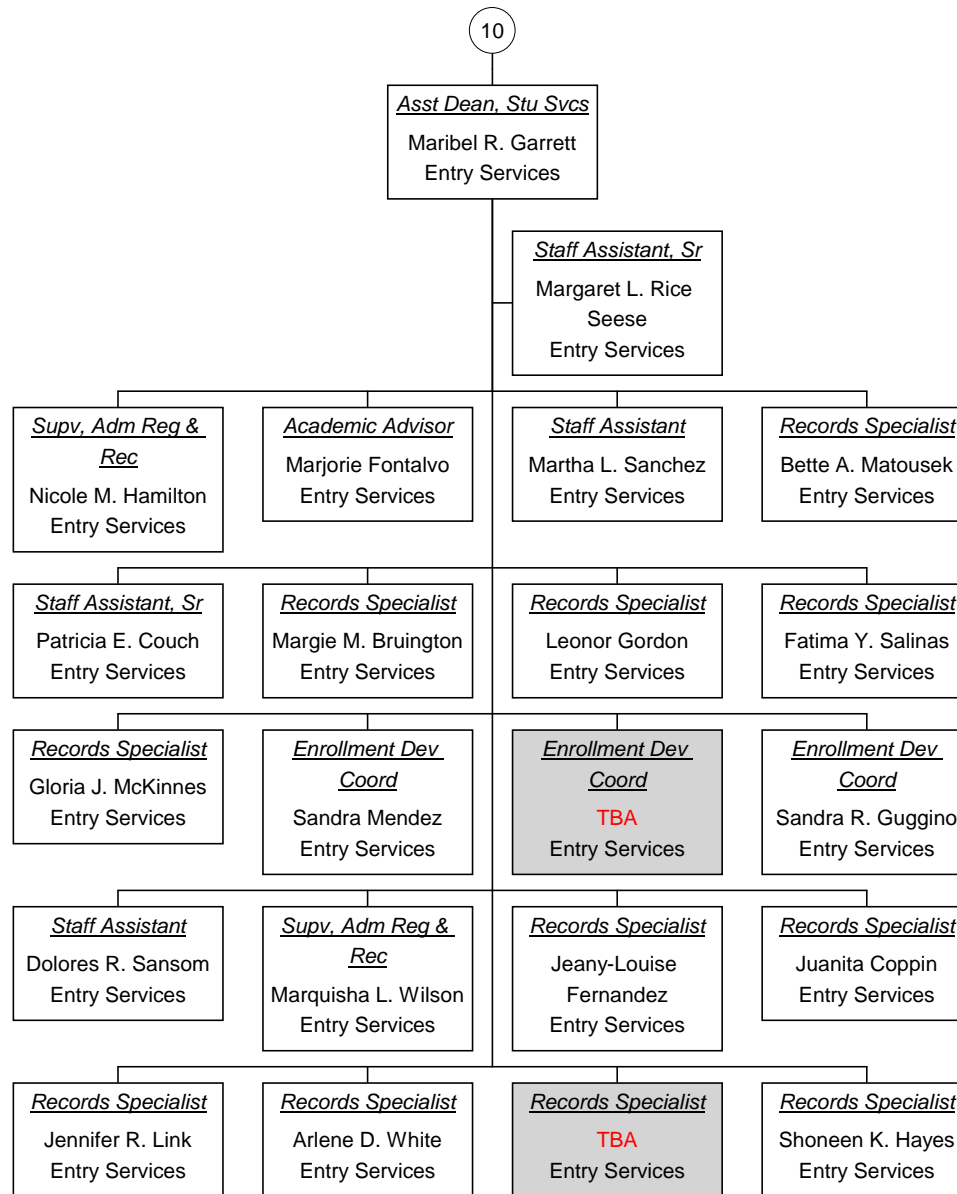 10
Asst Dean, Stu Svcs
Maribel R. Garrett
Entry Services
Staff Assistant, Sr
Margaret L. Rice
Seese
Entry Services
Supv, Adm Reg &
Rec
Nicole M. Hamilton
Entry Services
Academic Advisor
Marjorie Fontalvo
Entry Services
Staff Assistant
Martha L. Sanchez
Entry Services
Records Specialist
Bette A. Matousek
Entry Services
Staff Assistant, Sr
Patricia E. Couch
Entry Services
Records Specialist
Margie M. Bruington
Entry Services
Records Specialist
Leonor Gordon
Entry Services
Records Specialist
Fatima Y. Salinas
Entry Services
Records Specialist
Gloria J. McKinnes
Entry Services
Enrollment Dev
Coord
Sandra Mendez
Entry Services
Enrollment Dev
Coord
TBA
Entry Services
Enrollment Dev
Coord
Sandra R. Guggino
Entry Services
Staff Assistant
Dolores R. Sansom
Entry Services
Supv, Adm Reg &
Rec
Marquisha L. Wilson
Entry Services
Records Specialist
Jeany-Louise
Fernandez
Entry Services
Records Specialist
Juanita Coppin
Entry Services
Records Specialist
Jennifer R. Link
Entry Services
Records Specialist
Arlene D. White
Entry Services
Records Specialist
TBA
Entry Services
Records Specialist
Shoneen K. Hayes
Entry Services